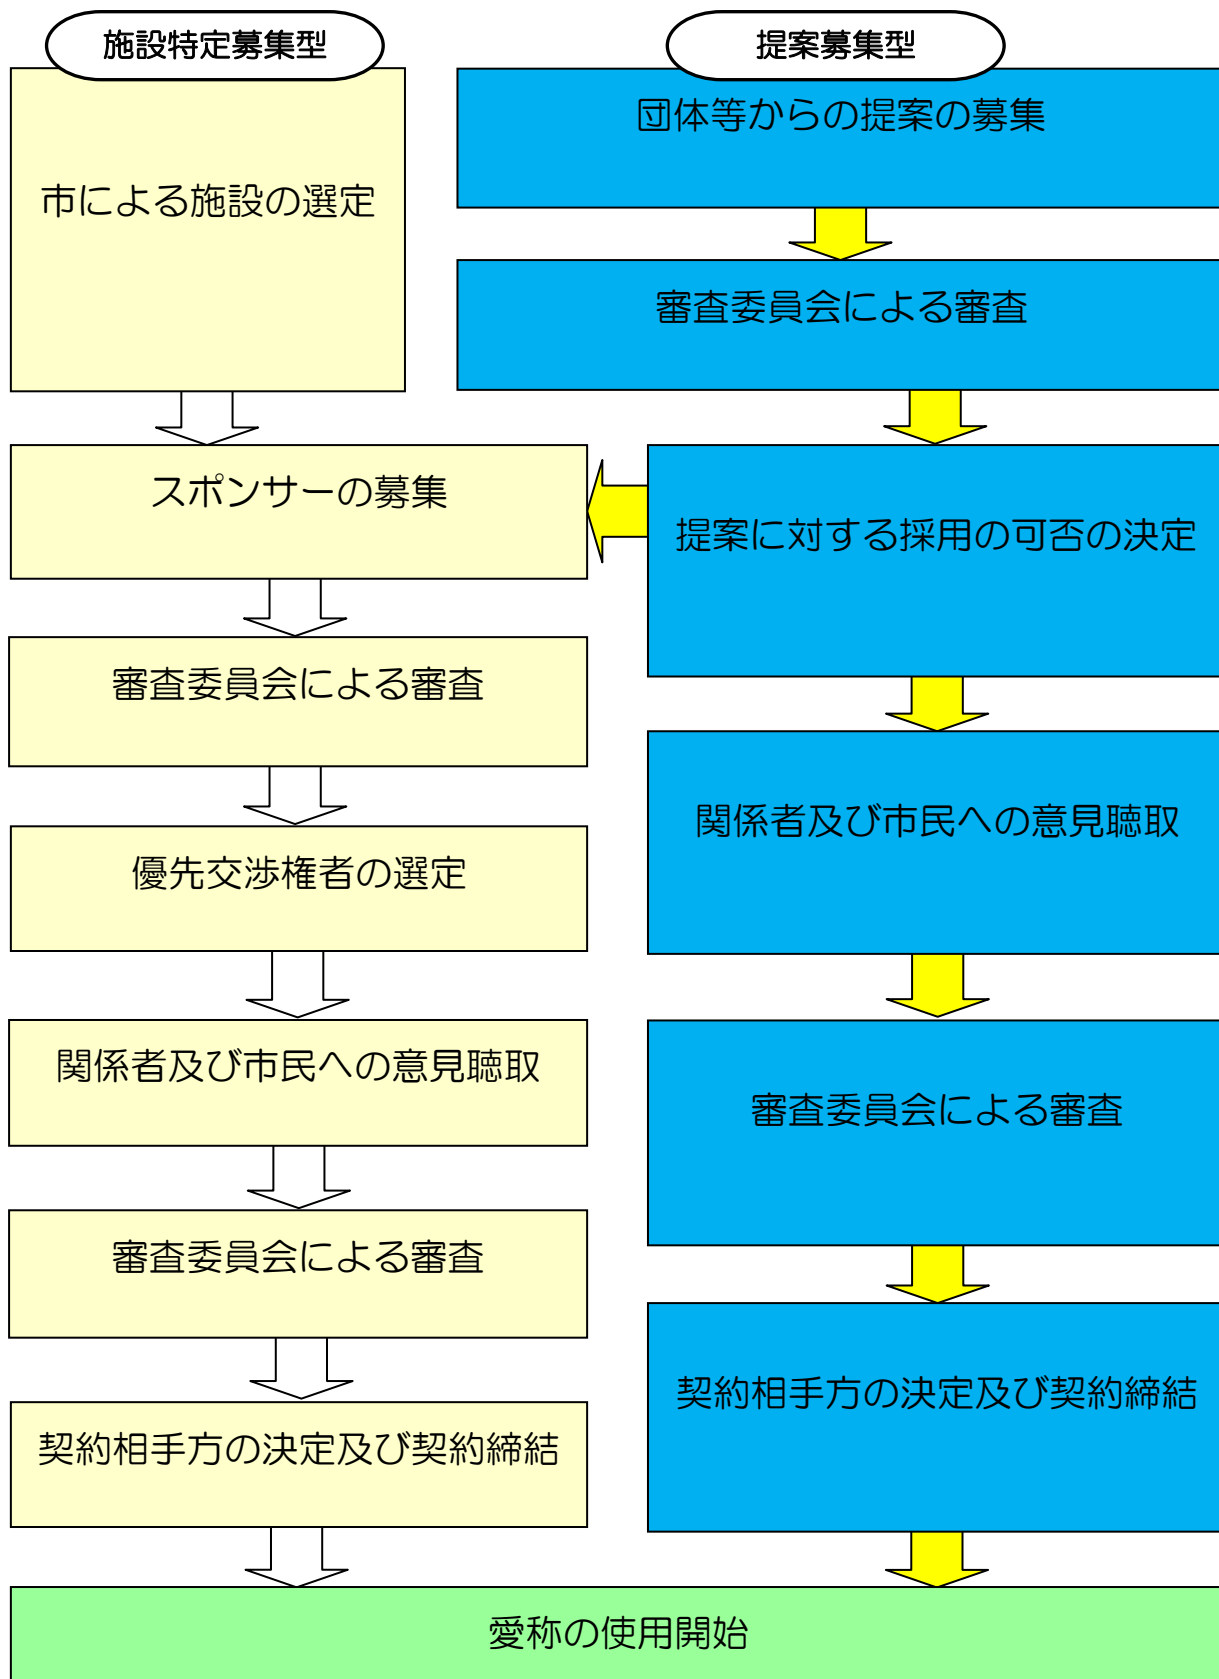 施設特定募集型
市による施設の選定
スポンサーの募集
審査委員会による審査
優先交渉権者の選定
関係者及び市民への意見聴取
審査委員会による審査
契約相手方の決定及び契約締結
提案募集型
団体等からの提案の募集
審査委員会による審査
提案に対する採用の可否の決定
関係者及び市民への意見聴取
審査委員会による審査
契約相手方の決定及び契約締結
愛称の使用開始